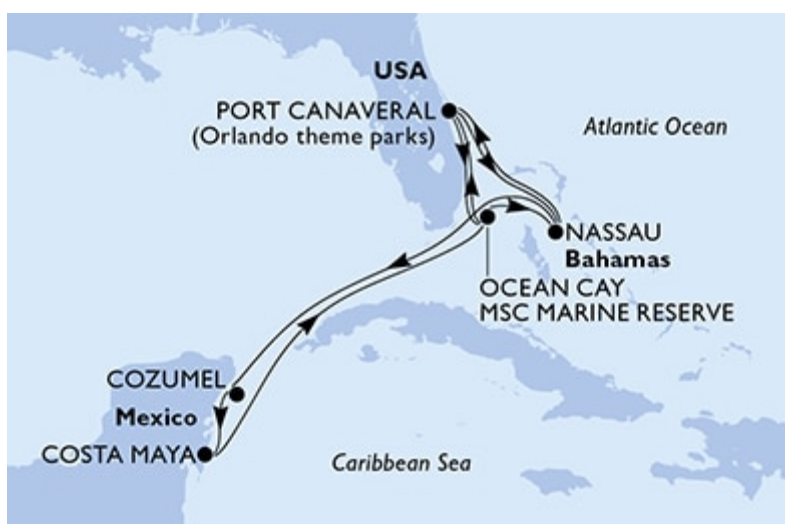 USA
PORT CANAVERAL
(Orlando theme parks)
Atlantic Ocean
NASSAU
Bahamas
OCEAN CAY
MSC MARINE RESERVE
COZUMEL
Mexico
COSTA MAYA
Caribbean Sea